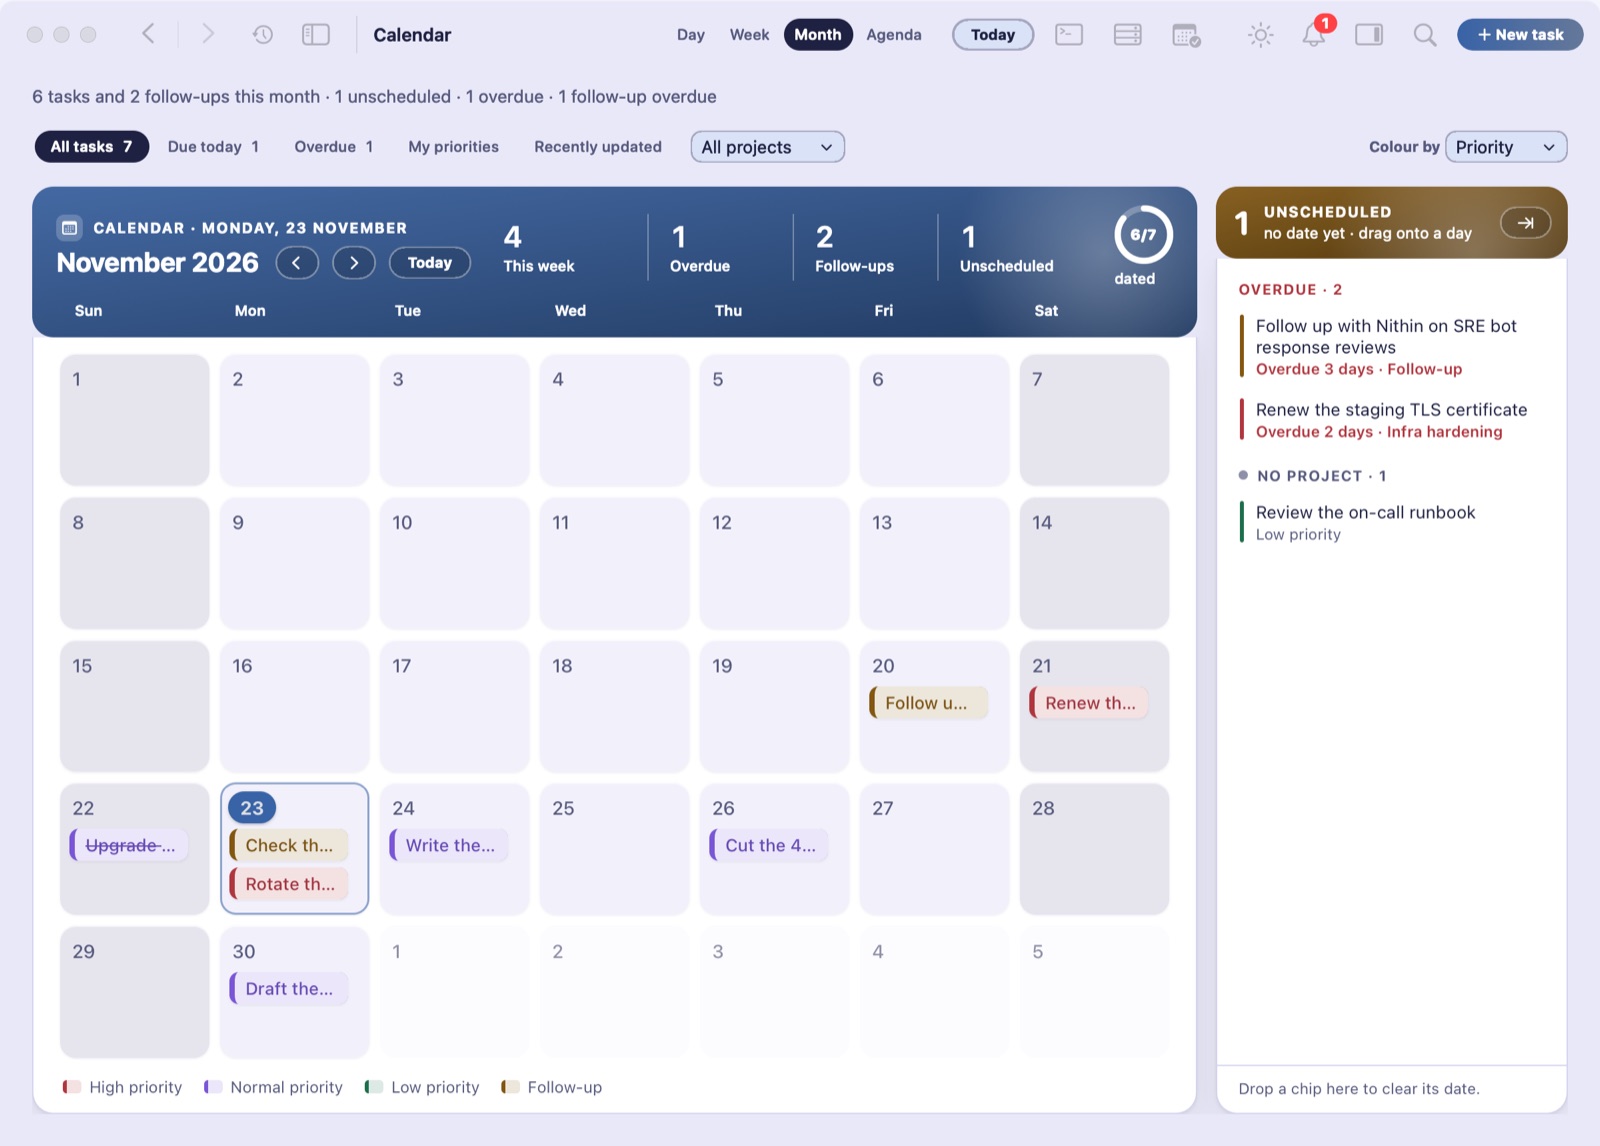 Calendar
Day Week Month Agenda Today
1
+ New task
6 tasks and 2 follow-ups this month · 1 unscheduled · 1 overdue · 1 follow-up overdue
All tasks 7 Due today 1 Overdue 1 My priorities Recently updated All projects
Colour by Priority
CALENDAR · MONDAY, 23 NOVEMBER
November 2026 Today
4
This week
1
Overdue
2
Follow-ups
1
Unscheduled
6/7
dated
Sun Mon Tue Wed Thu Fri Sat
1 2 3 4 5 6 7
8 9 10 11 12 13 14
15 16 17 18 19 20 21
Follow u... Renew th...
22 23 24 25 26 27 28
Upgrade ... Check th... Write the... Cut the 4...
Rotate th...
29 30 1 2 3 4 5
Draft the...
High priority Normal priority Low priority Follow-up
1 UNSCHEDULED
no date yet · drag onto a day
OVERDUE · 2
Follow up with Nithin on SRE bot
response reviews
Overdue 3 days · Follow-up
Renew the staging TLS certificate
Overdue 2 days · Infra hardening
NO PROJECT · 1
Review the on-call runbook
Low priority
Drop a chip here to clear its date.